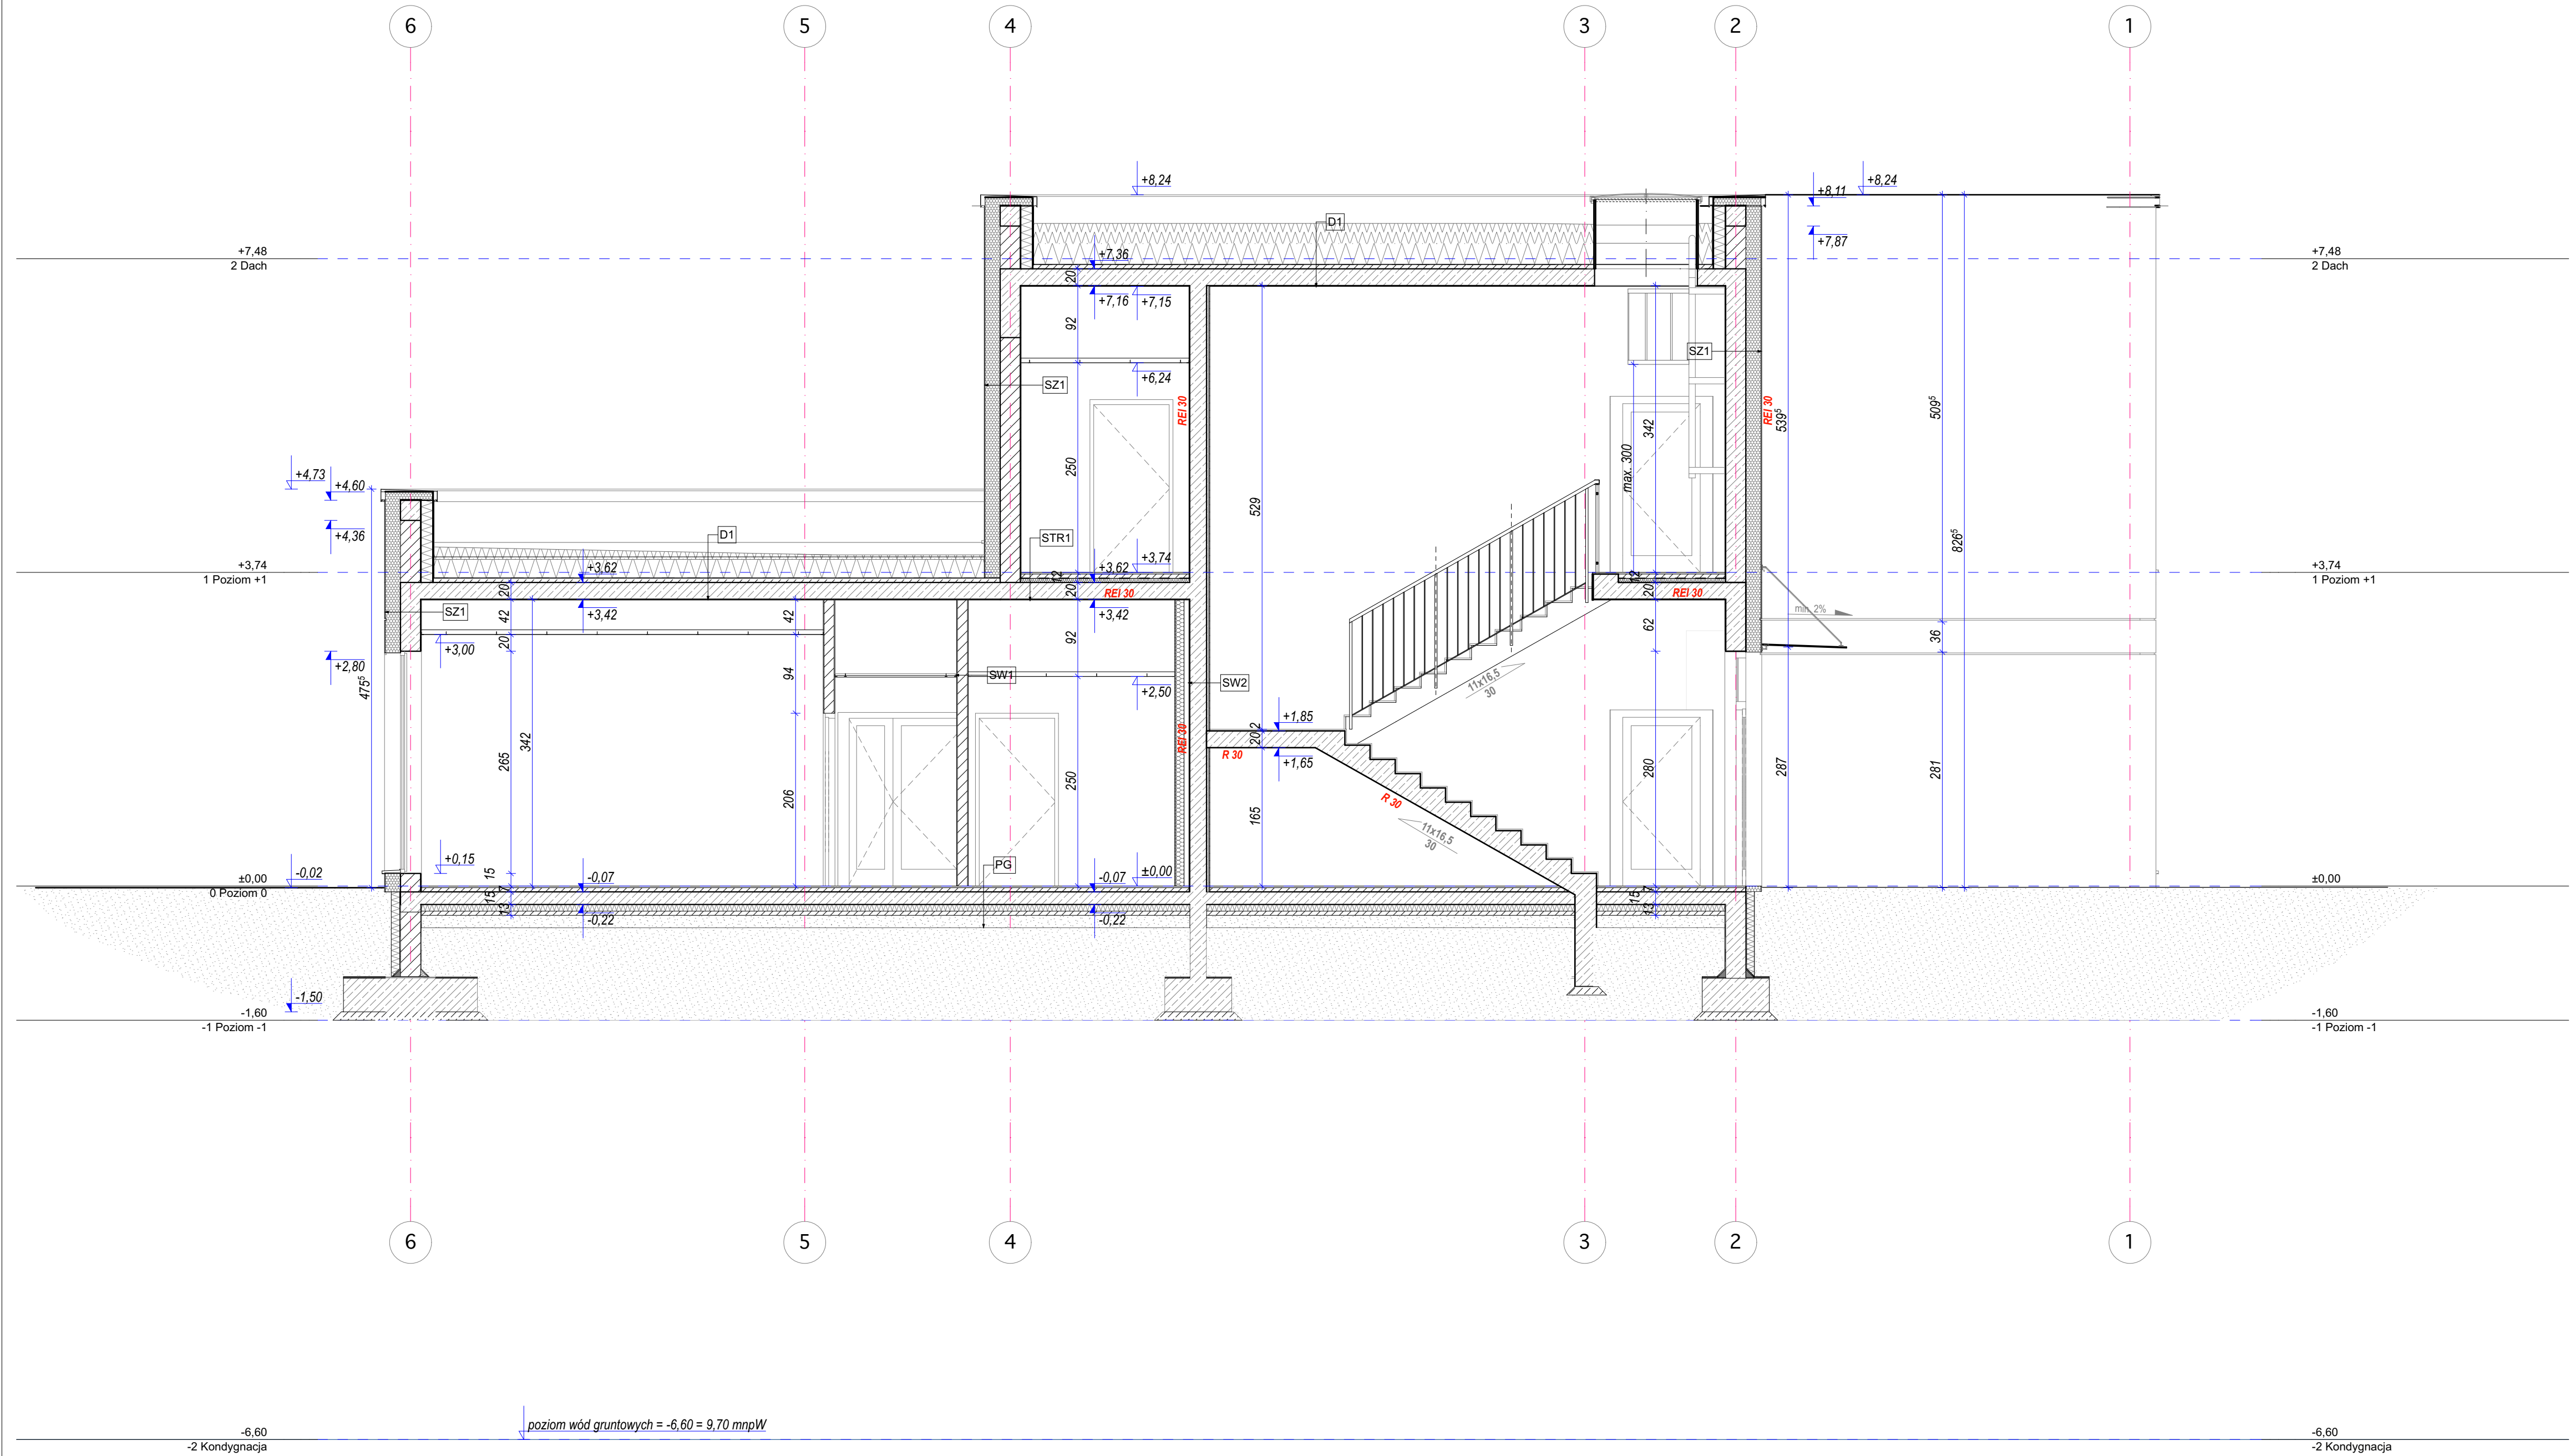 6 5 4 3 2 1
+8,24
+8,11
+8,24
D1
+7,87
+7,48
2 Dach
+7,36
20
+7,16
+7,15
+7,48
2 Dach
92
SZ1
+6,24
SZ1
REI 30
REI 30
539⁵
509⁵
342
250
max. 300
529
+4,73
+4,60
+4,36
D1
STR1
826⁵
+3,74
1 Poziom +1
+3,62
+3,62
+3,74
12
12
+3,74
1 Poziom +1
20
20
REI 30
20
REI 30
SZ1
42
+3,42
42
+3,42
min. 2%
20
+3,00
92
62
36
+2,80
475⁵
94
SW1
+2,50
SW2
11x16,5
30
342
265
206
250
REI 30
+1,85
2
20
R 30
+1,65
165
R 30
11x16,5
30
280
287
281
-0,02
+0,15
15
PG
±0,00
0 Poziom 0
-0,07
-0,07
±0,00
±0,00
7
15
13
-0,22
-0,22
7
15
13
-1,50
-1,60
-1 Poziom -1
-1,60
-1 Poziom -1
6 5 4 3 2 1
poziom wód gruntowych = -6,60 = 9,70 mnpW
-6,60
-2 Kondygnacja
-6,60
-2 Kondygnacja